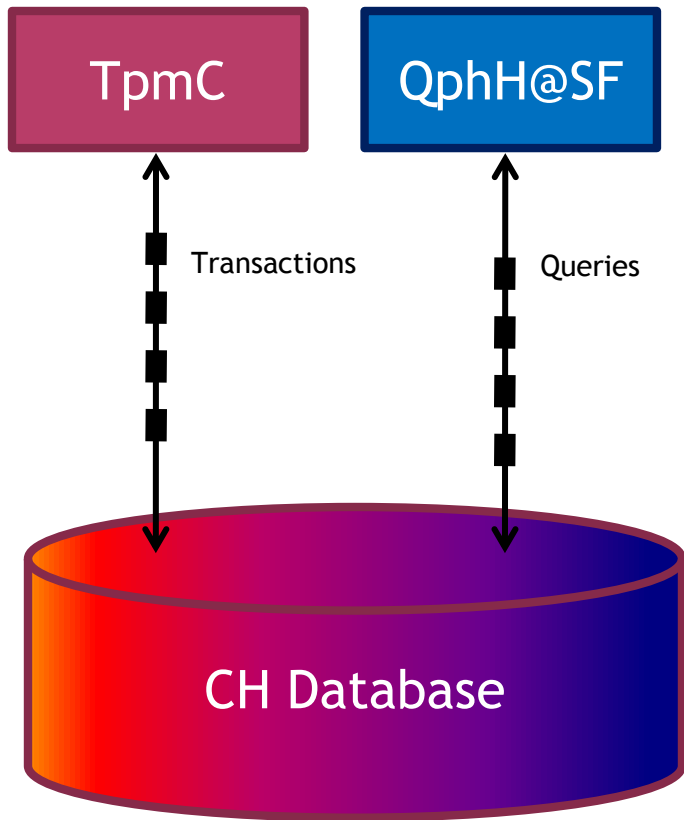 TpmC
QphH@SF
Transactions
Queries
CH Database